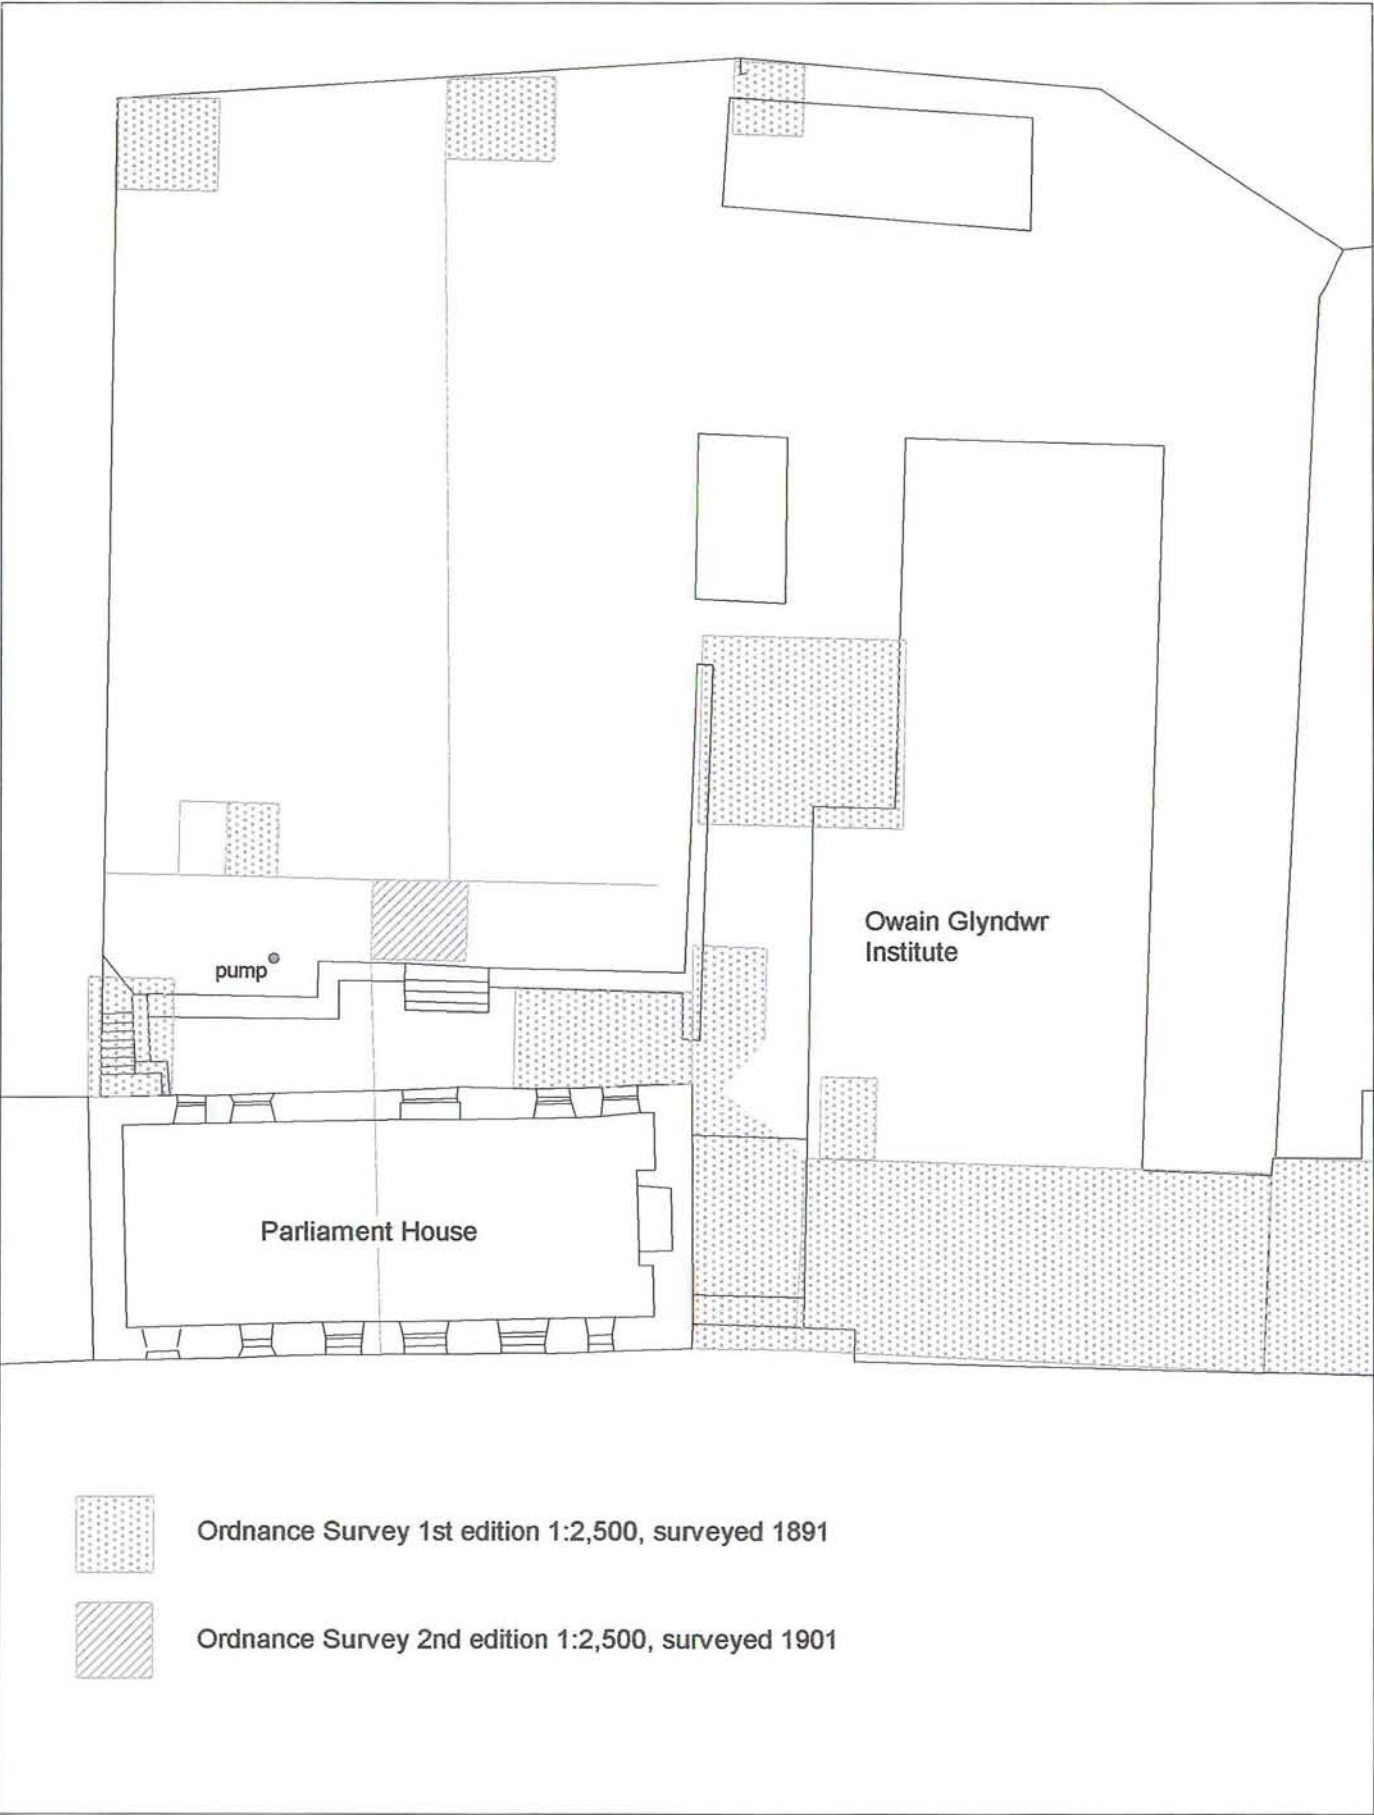 Owain Glyndwr
Institute
pump
Parliament House
Ordnance Survey 1st edition 1:2,500, surveyed 1891
Ordnance Survey 2nd edition 1:2,500, surveyed 1901